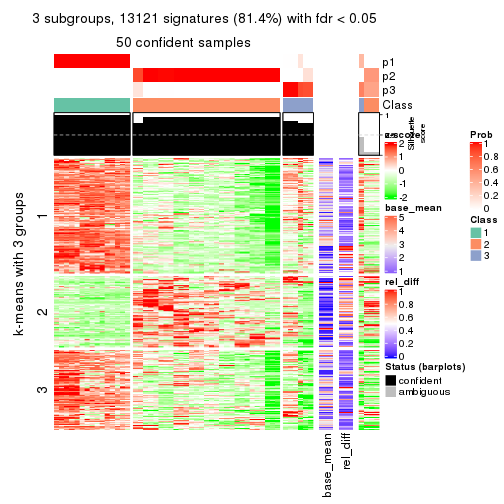 3 subgroups, 13121 signatures (81.4%) with fdr < 0.05
50 confident samples
p1
p2
p3
Class
1
0.5
0
Silhouette
score
k-means with 3 groups
1
2
3
base_mean
rel_diff
z-score
2
1
0
-1
-2
base_mean
5
4
3
2
1
rel_diff
1
0.8
0.6
0.4
0.2
0
Status (barplots)
confident
ambiguous
Prob
1
0.8
0.6
0.4
0.2
0
Class
1
2
3